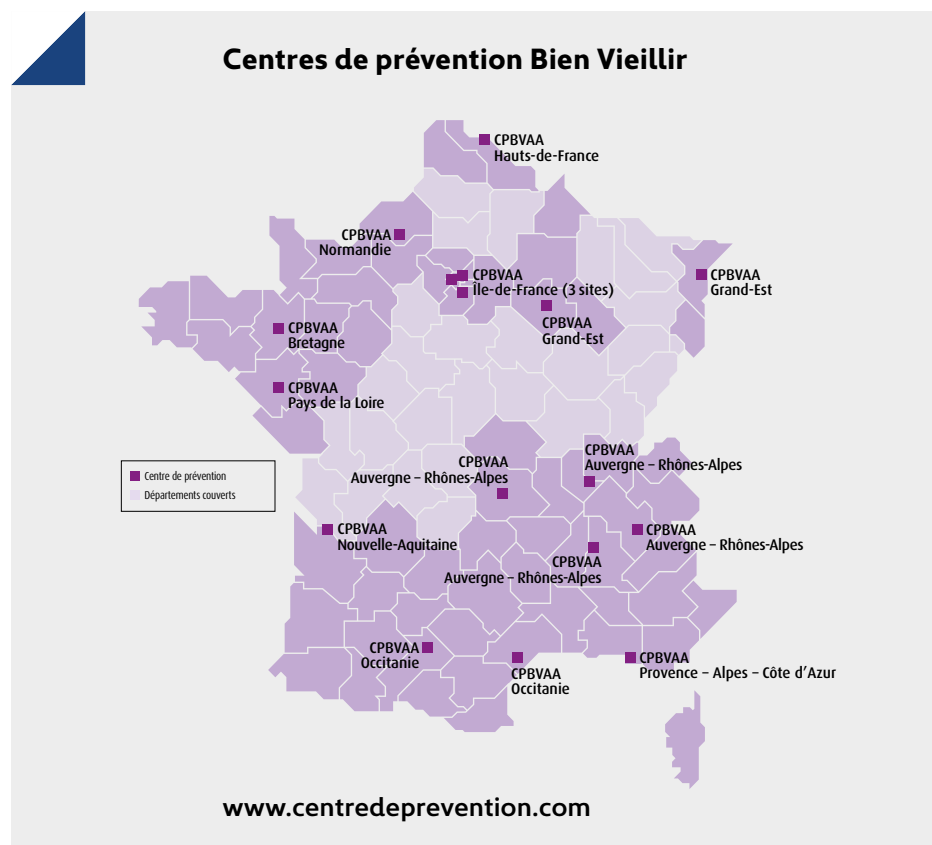 Centres de prévention Bien Vieillir
CPBVAA
Hauts-de-France
CPBVAA
Normandie
CPBVAA
Île-de-France (3 sites)
CPBVAA
Grand-Est
CPBVAA
Grand-Est
CPBVAA
Bretagne
CPBVAA
Pays de la Loire
CPBVAA
Auvergne – Rhônes-Alpes
CPBVAA
Auvergne – Rhônes-Alpes
Centre de prévention
Départements couverts
CPBVAA
Nouvelle-Aquitaine
CPBVAA
Auvergne – Rhônes-Alpes
CPBVAA
Auvergne – Rhônes-Alpes
CPBVAA
Occitanie
CPBVAA
Occitanie
CPBVAA
Provence – Alpes – Côte d'Azur
www.centredeprevention.com